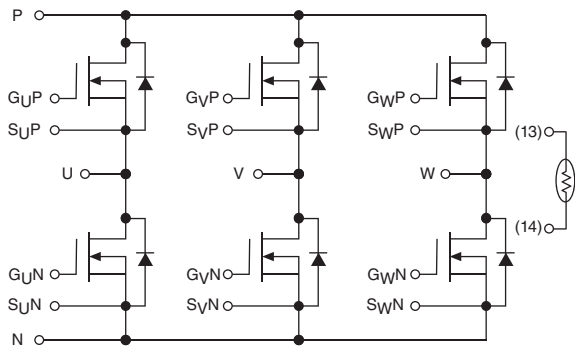 P
GUP GVP GWP
SUP SVP SWP (13)
U V W
(14)
GUN GVN GWN
SUN SVN SWN
N